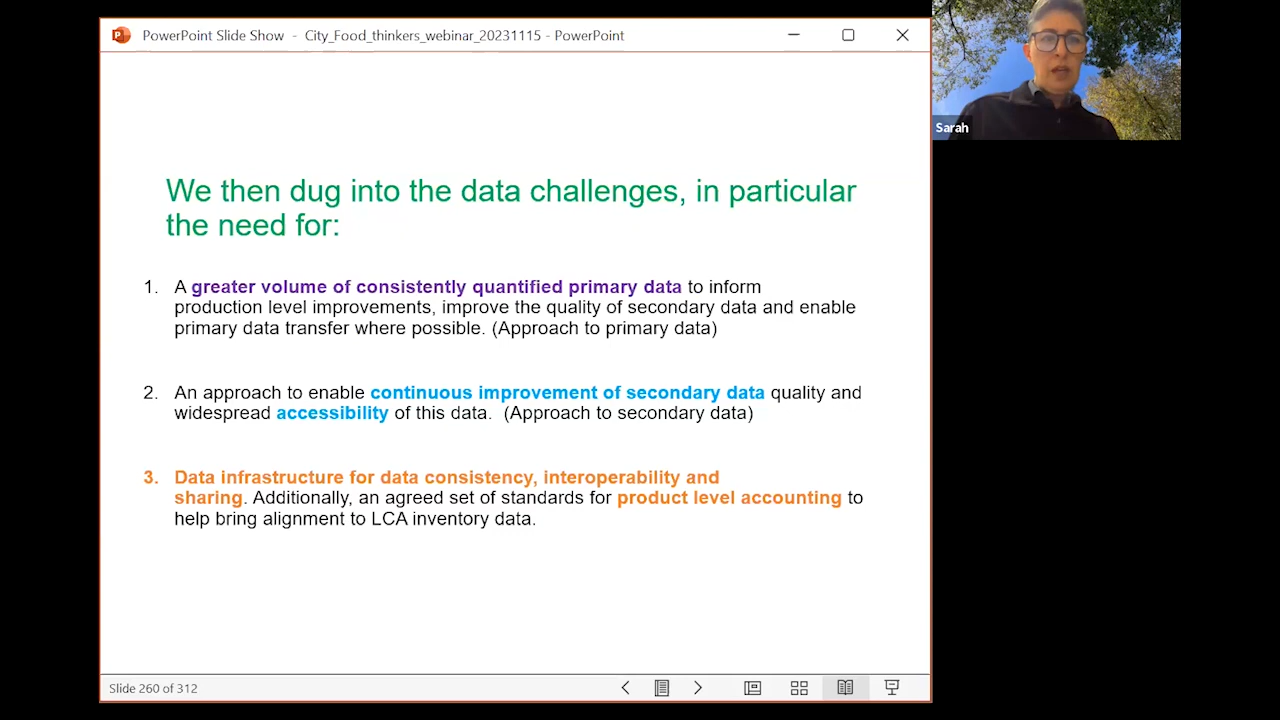 PowerPoint Slide Show - City_Food_thinkers_webinar_20231115 - PowerPoint
Sarah
We then dug into the data challenges, in particular
the need for:
1. A greater volume of consistently quantified primary data to inform
production level improvements, improve the quality of secondary data and enable
primary data transfer where possible. (Approach to primary data)
2. An approach to enable continuous improvement of secondary data quality and
widespread accessibility of this data. (Approach to secondary data)
3. Data infrastructure for data consistency, interoperability and
sharing. Additionally, an agreed set of standards for product level accounting to
help bring alignment to LCA inventory data.
Slide 260 of 312